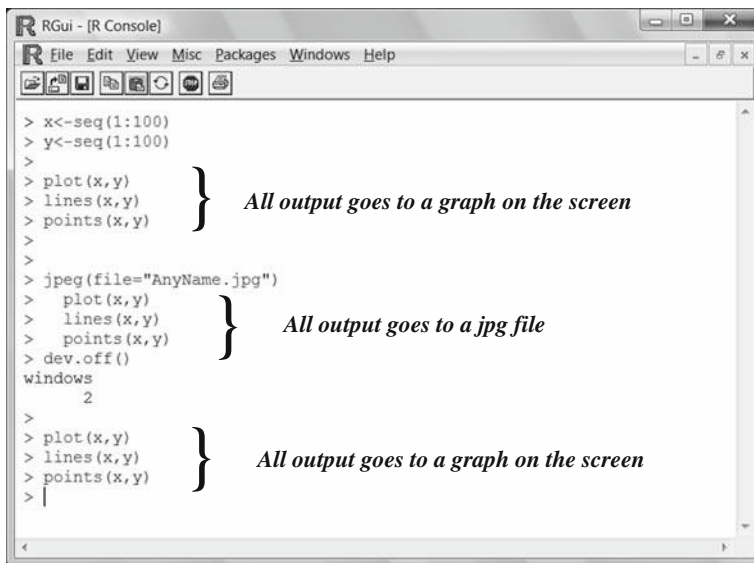 RGui - [R Console]
File Edit View Misc Packages Windows Help
> x<-seq(1:100)
> y<-seq(1:100)
>
> plot(x,y)
> lines(x,y)
> points(x,y)
All output goes to a graph on the screen
>
>
> jpeg(file="AnyName.jpg")
>   plot(x,y)
>   lines(x,y)
>   points(x,y)
All output goes to a jpg file
> dev.off()
windows
      2
>
> plot(x,y)
> lines(x,y)
> points(x,y)
All output goes to a graph on the screen
>